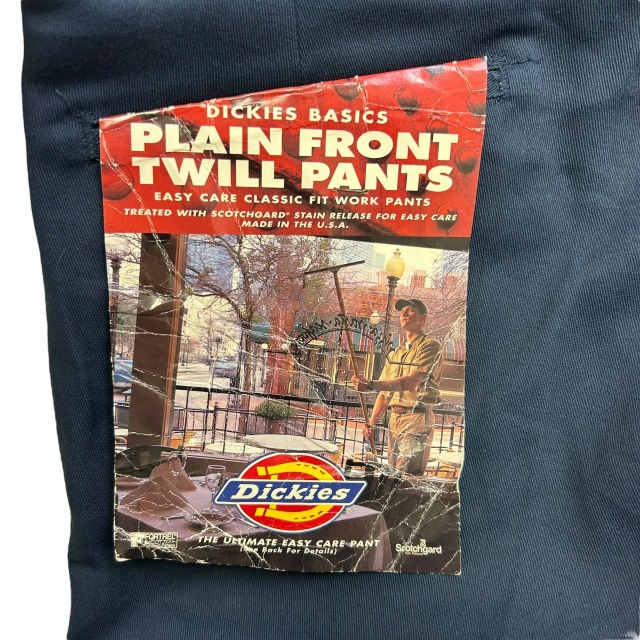 DICKIES BASICS
PLAIN FRONT
TWILL PANTS
EASY CARE CLASSIC FIT WORK PANTS
TREATED WITH SCOTCHGARD® STAIN RELEASE FOR EASY CARE
MADE IN THE U.S.A.
Dickies
FORTREL
THE ULTIMATE EASY CARE PANT
(See Back For Details)
Scotchgard